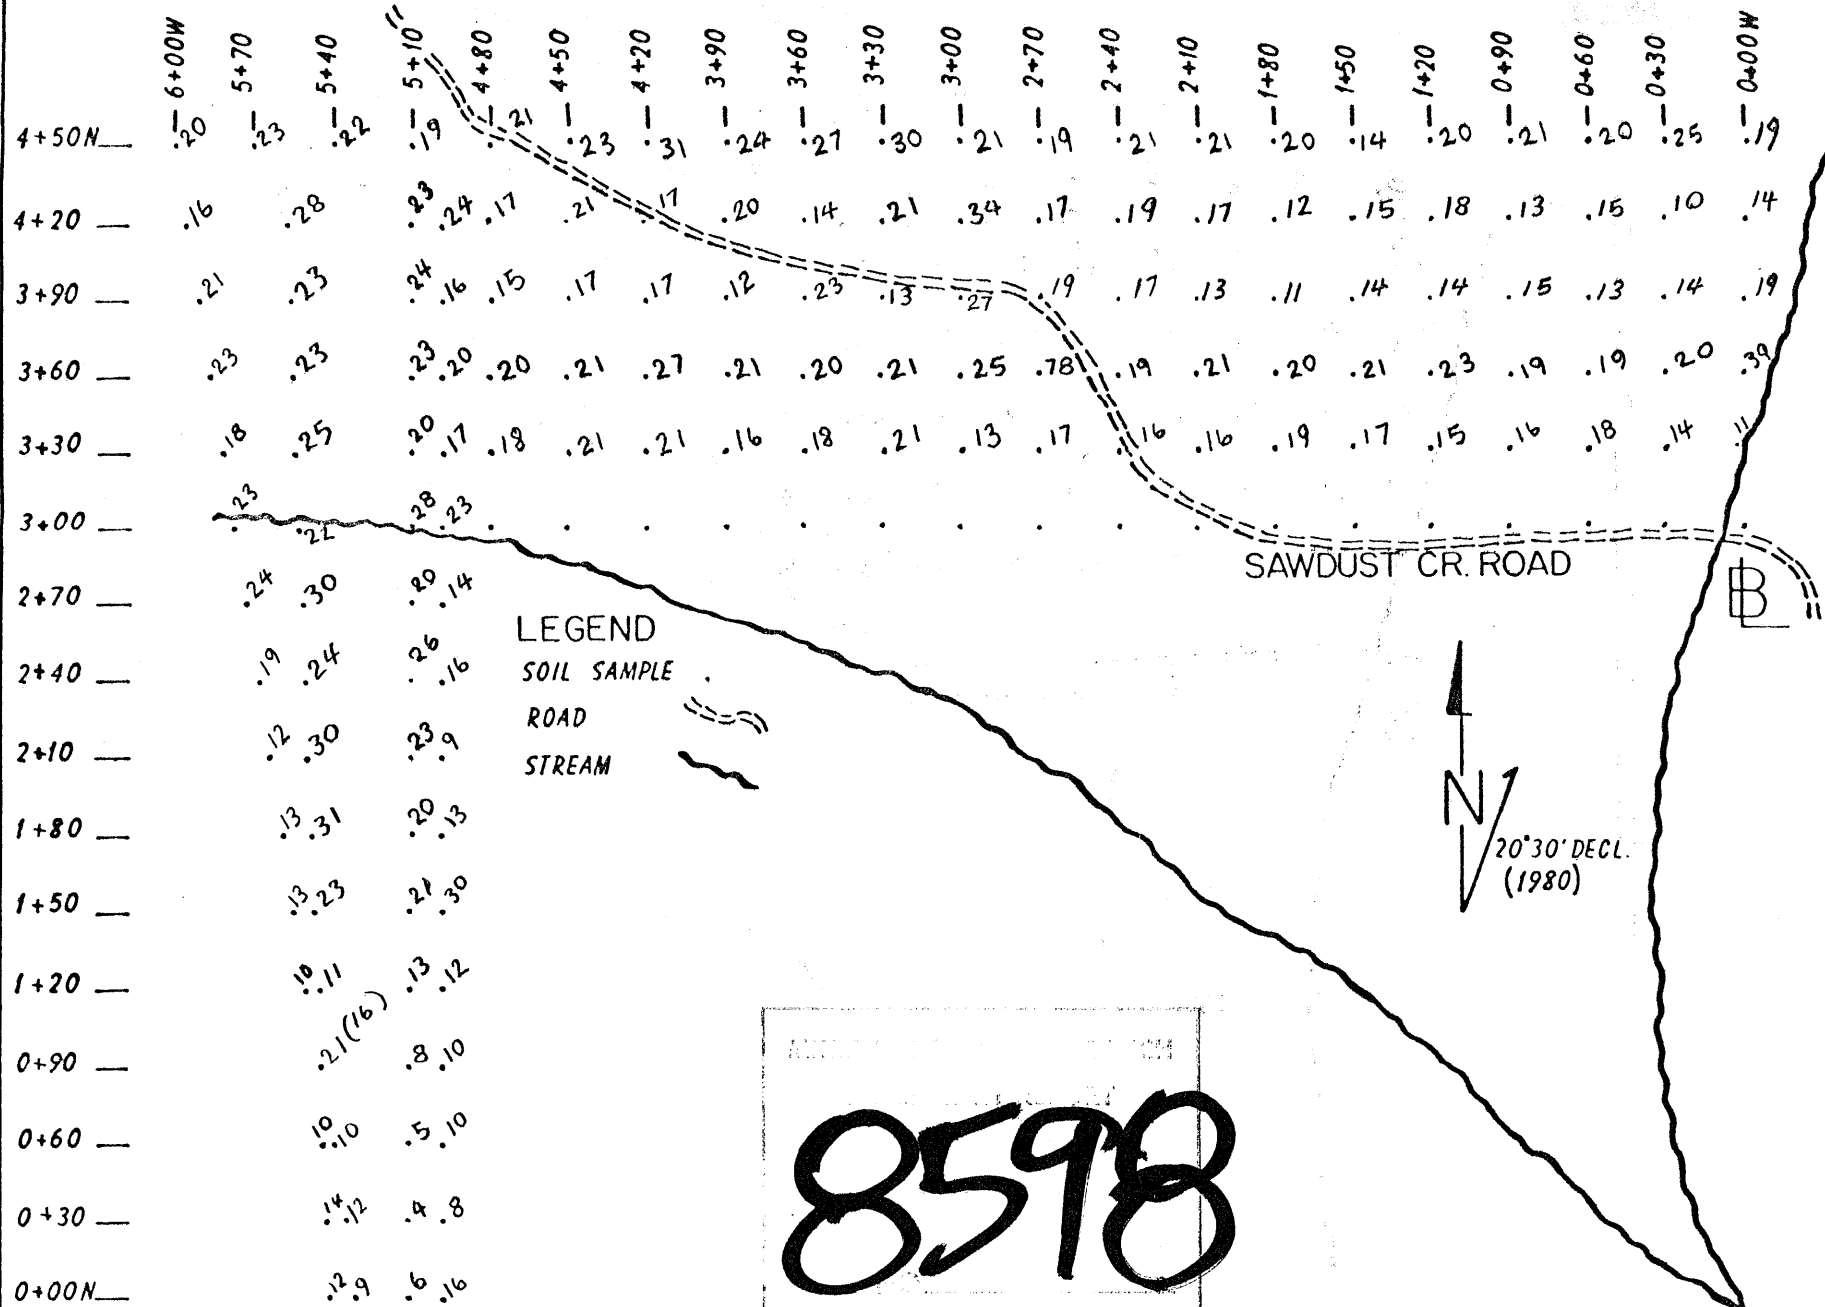 6+00W 5+70 5+40 5+10 4+80 4+50 4+20 3+90 3+60 3+30 3+00 2+70 2+40 2+10 1+80 1+50 1+20 0+90 0+60 0+30 0+00W
4+50N .20 .23 .22 .19 .21 .23 .31 .24 .27 .30 .21 .19 .21 .21 .20 .14 .20 .21 .20 .25 .19
4+20 .16 .28 .23 .24 .17 .21 .17 .20 .14 .21 .34 .17 .19 .17 .12 .15 .18 .13 .15 .10 .14
3+90 .21 .23 .24 .16 .15 .17 .17 .12 .23 .13 .27 .19 .17 .13 .11 .14 .14 .15 .13 .14 .19
3+60 .23 .23 .23 .20 .20 .21 .27 .21 .20 .21 .25 .78 .19 .21 .20 .21 .23 .19 .19 .20 .39
3+30 .18 .25 .20 .17 .18 .21 .21 .16 .18 .21 .13 .17 .16 .16 .19 .17 .15 .16 .18 .14 .11
3+00 .23 .22 .28 .23 . . . . . . . . . . . . . . . . .
SAWDUST CR. ROAD
BL
2+70 .24 .30 .20 .14
LEGEND
2+40 .19 .24 .26 .16
SOIL SAMPLE .
ROAD
2+10 .12 .30 .23 .9
STREAM
N
1+80 .13 .31 .20 .13
20°30' DECL.
(1980)
1+50 .13 .23 .21 .30
1+20 .10 .11 .13 .12
0+90 .21(16) .8 .10
0+60 .10 .10 .5 .10
0+30 .14 .12 .4 .8
0+00N .12 .9 .6 .16
8598